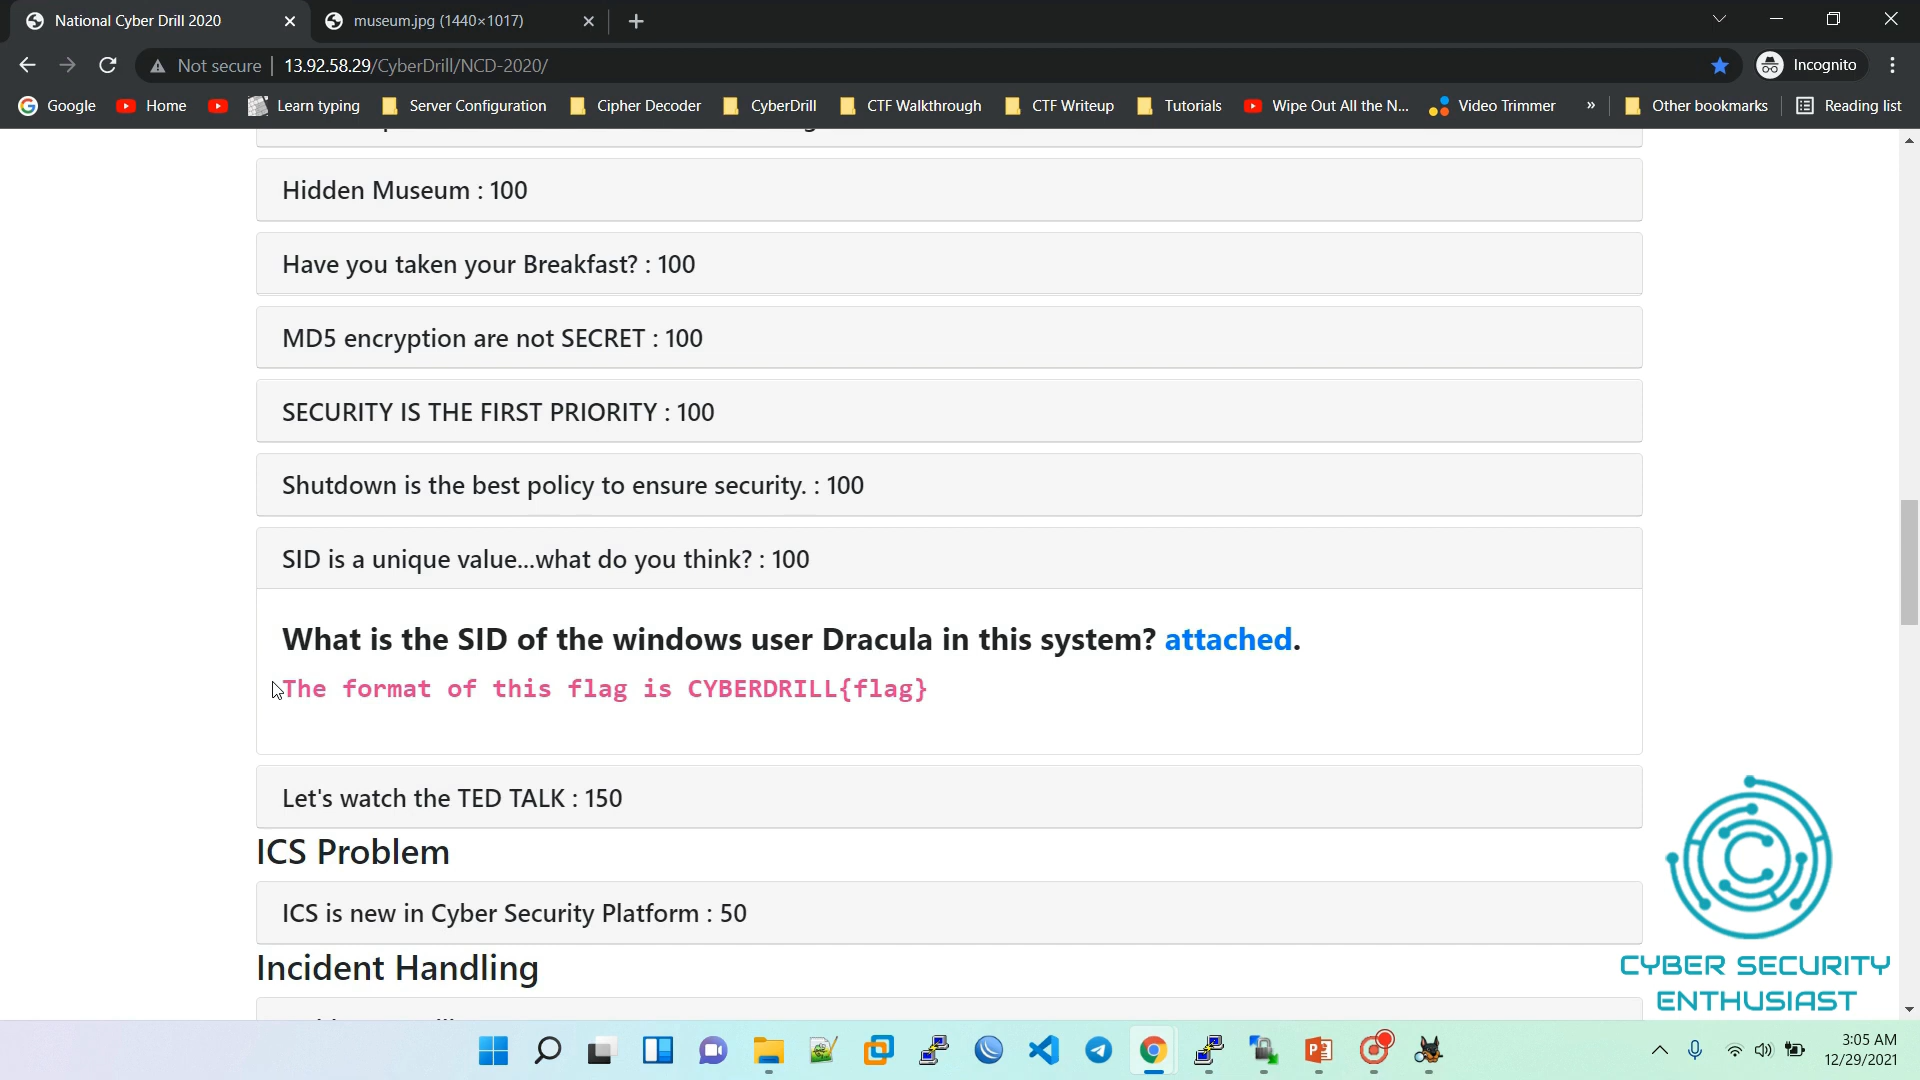 National Cyber Drill 2020
museum.jpg (1440×1017)
Not secure
13.92.58.29/CyberDrill/NCD-2020/
Incognito
Google
Home
Learn typing
Server Configuration
Cipher Decoder
CyberDrill
CTF Walkthrough
CTF Writeup
Tutorials
Wipe Out All the N...
Video Trimmer
»
Other bookmarks
Reading list
Hidden Museum : 100
Have you taken your Breakfast? : 100
MD5 encryption are not SECRET : 100
SECURITY IS THE FIRST PRIORITY : 100
Shutdown is the best policy to ensure security. : 100
SID is a unique value...what do you think? : 100
What is the SID of the windows user Dracula in this system? attached.
The format of this flag is CYBERDRILL{flag}
Let's watch the TED TALK : 150
ICS Problem
ICS is new in Cyber Security Platform : 50
Incident Handling
CYBER SECURITY
ENTHUSIAST
3:05 AM
12/29/2021